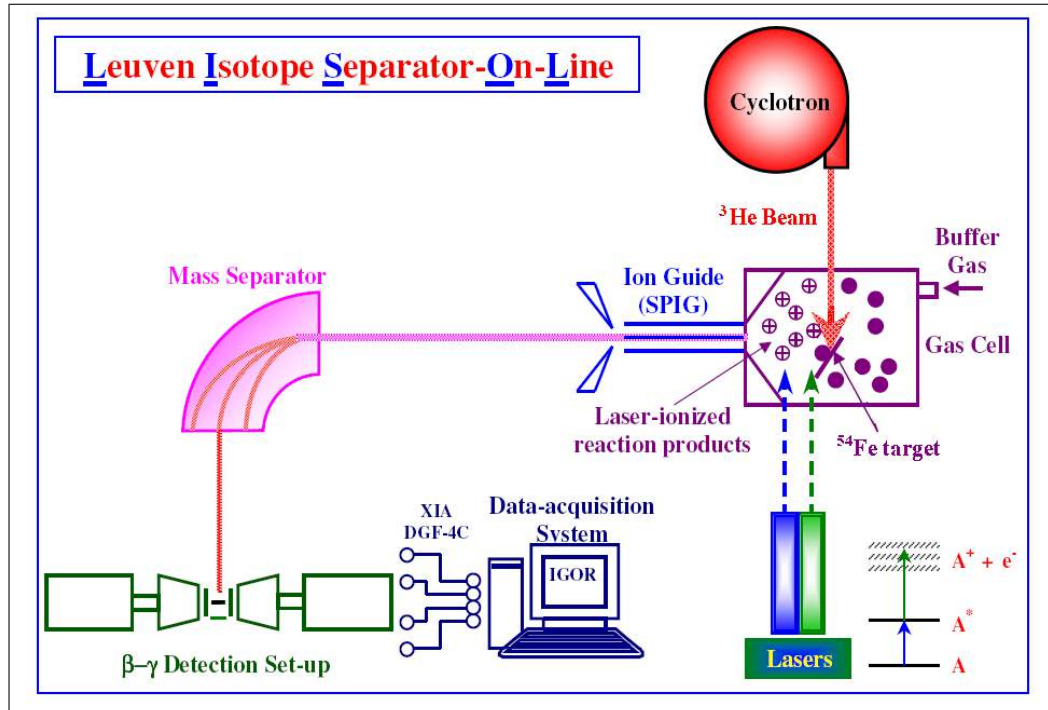 Leuven Isotope Separator-On-Line
Cyclotron
³He Beam
Buffer
Gas
Mass Separator
Ion Guide
(SPIG)
Gas Cell
Laser-ionized
reaction products
⁵⁴Fe target
XIA
DGF-4C
Data-acquisition
System
IGOR
A⁺ + e⁻
A*
A
Lasers
β–γ Detection Set-up